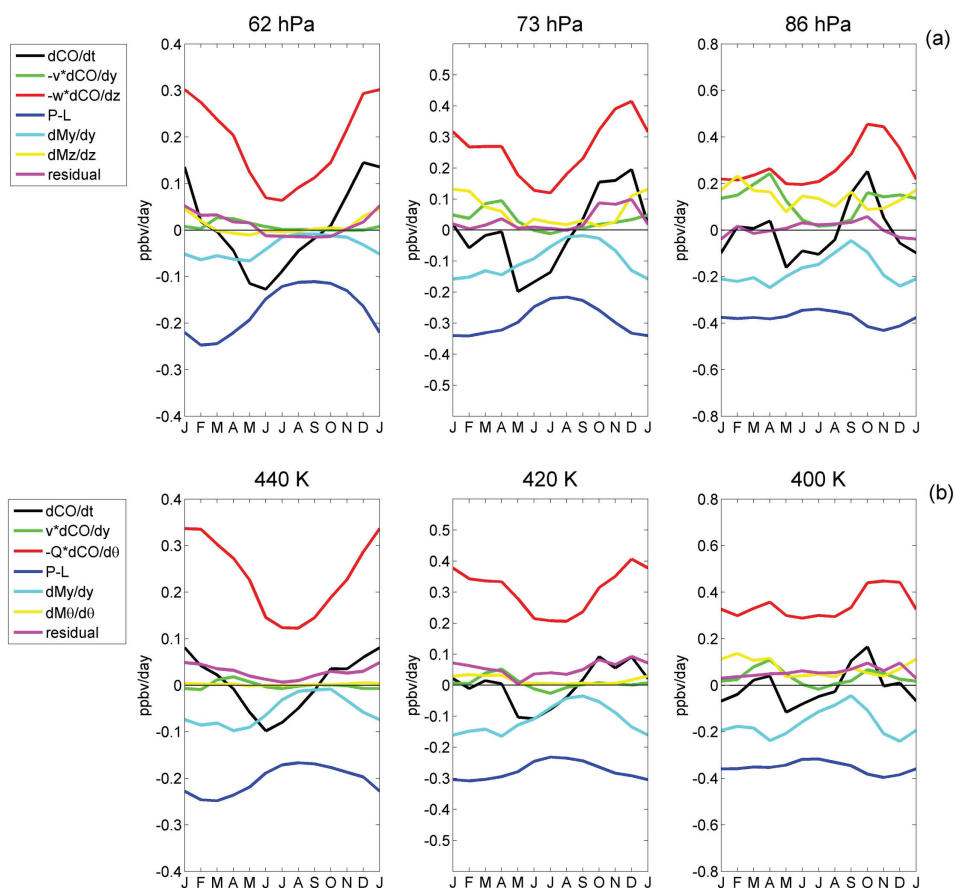 62 hPa
73 hPa
86 hPa
(a)
dCO/dt
-v*dCO/dy
-w*dCO/dz
P-L
dMy/dy
dMz/dz
residual
ppbv/day
0.4
0.3
0.2
0.1
0
-0.1
-0.2
-0.3
-0.4
J F M A M J J A S O N D J
ppbv/day
0.5
0.4
0.3
0.2
0.1
0
-0.1
-0.2
-0.3
-0.4
-0.5
J F M A M J J A S O N D J
ppbv/day
0.8
0.6
0.4
0.2
0
-0.2
-0.4
-0.6
-0.8
J F M A M J J A S O N D J
440 K
420 K
400 K
(b)
dCO/dt
v*dCO/dy
-Q*dCO/dθ
P-L
dMy/dy
dMθ/dθ
residual
ppbv/day
0.4
0.3
0.2
0.1
0
-0.1
-0.2
-0.3
-0.4
J F M A M J J A S O N D J
ppbv/day
0.5
0.4
0.3
0.2
0.1
0
-0.1
-0.2
-0.3
-0.4
-0.5
J F M A M J J A S O N D J
ppbv/day
0.8
0.6
0.4
0.2
0
-0.2
-0.4
-0.6
-0.8
J F M A M J J A S O N D J